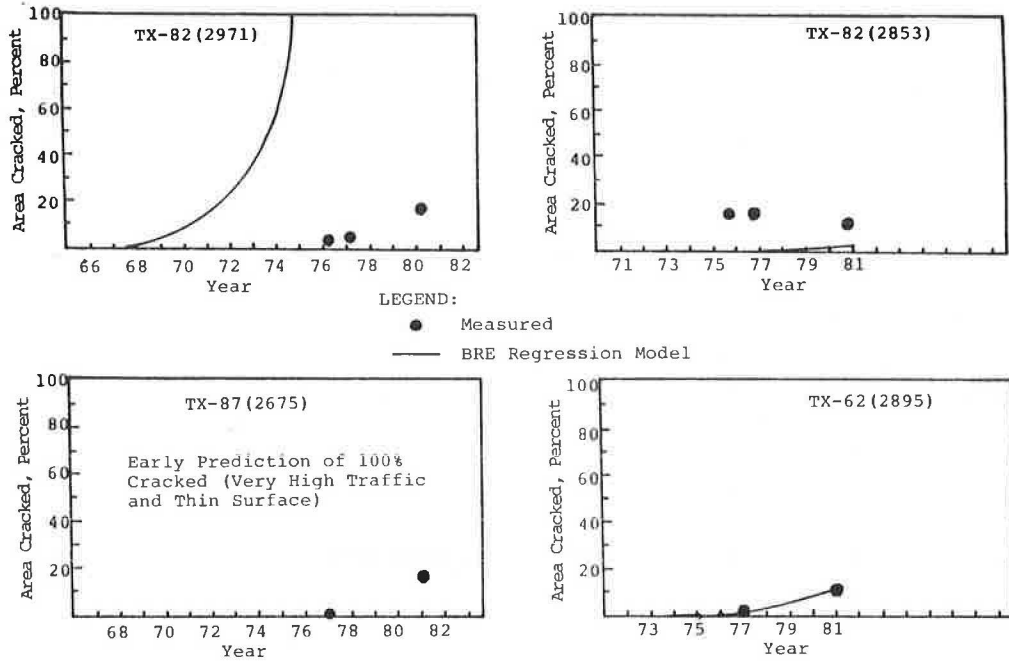 TX-82(2971)
Area Cracked, Percent
100
80
60
40
20
66 68 70 72 74 76 78 80 82
Year
TX-82(2853)
Area Cracked, Percent
100
80
60
40
20
71 73 75 77 79 81
Year
LEGEND:
Measured
BRE Regression Model
TX-87(2675)
Early Prediction of 100%
Cracked (Very High Traffic
and Thin Surface)
Area Cracked, Percent
100
80
60
40
20
68 70 72 74 76 78 80 82
Year
TX-62(2895)
Area Cracked, Percent
100
80
60
40
20
73 75 77 79 81
Year